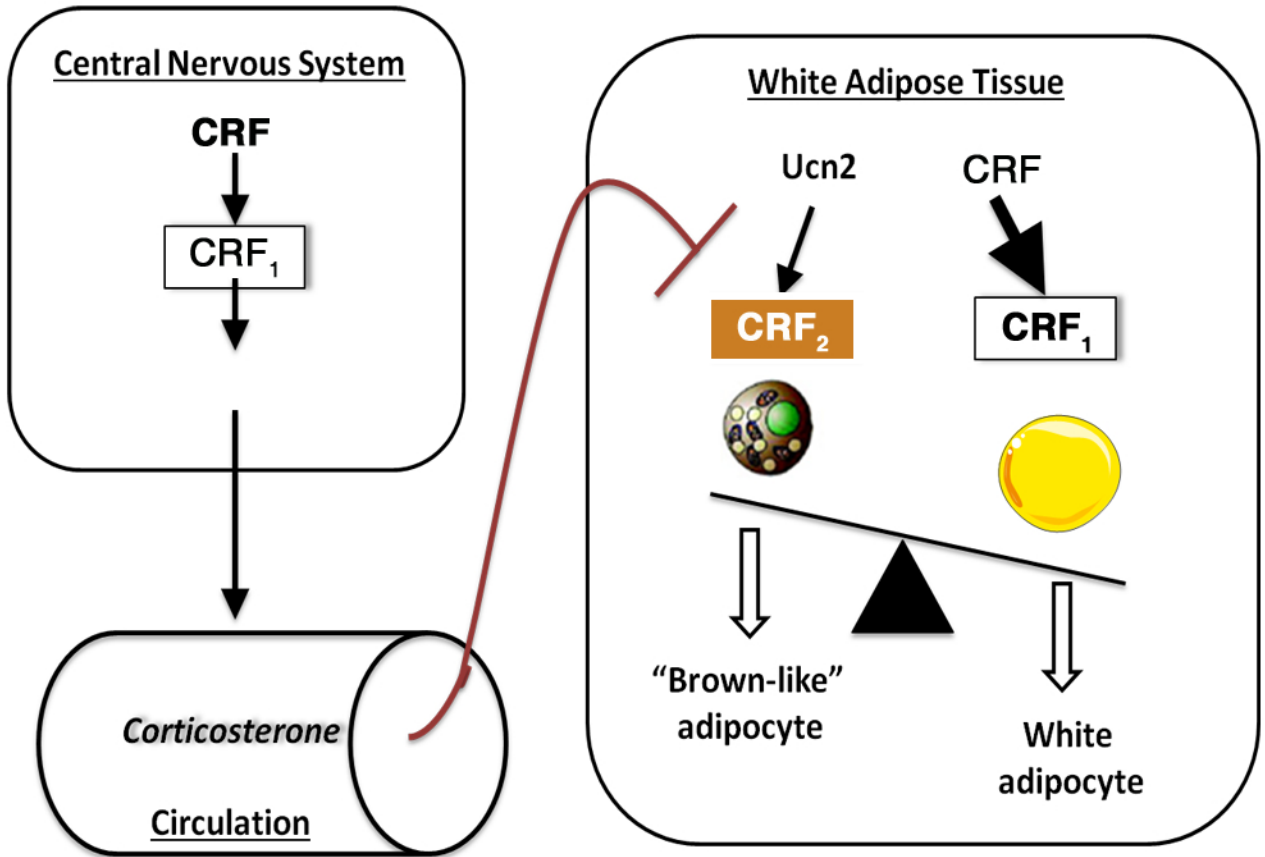 Central Nervous System
CRF
CRF₁
Corticosterone
Circulation
White Adipose Tissue
Ucn2
CRF
CRF₂
CRF₁
“Brown-like”
adipocyte
White
adipocyte